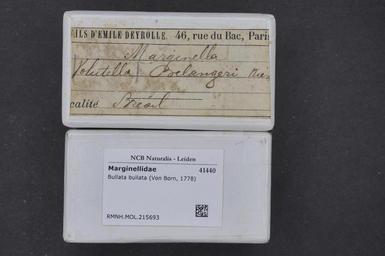 ILS D'EMILE DEYROLLE. 46, rue du Bac, Paris
Marginella
Volutella
calité Brésil
NCB Naturalis - Leiden
Marginellidae 41440
Bullata bullata (Von Born, 1778)
RMNH.MOL.215693